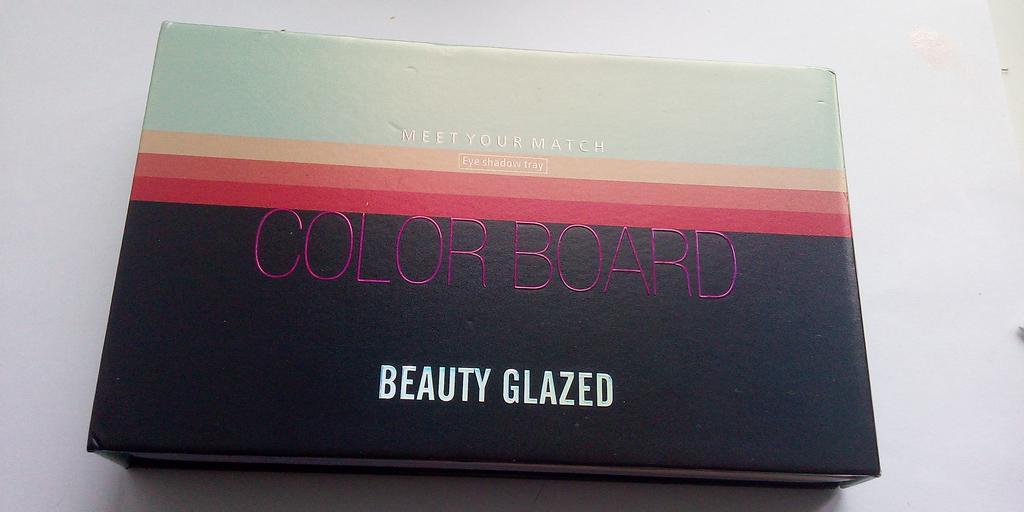 MEET YOUR MATCH
Eye shadow tray
COLOR BOARD
BEAUTY GLAZED